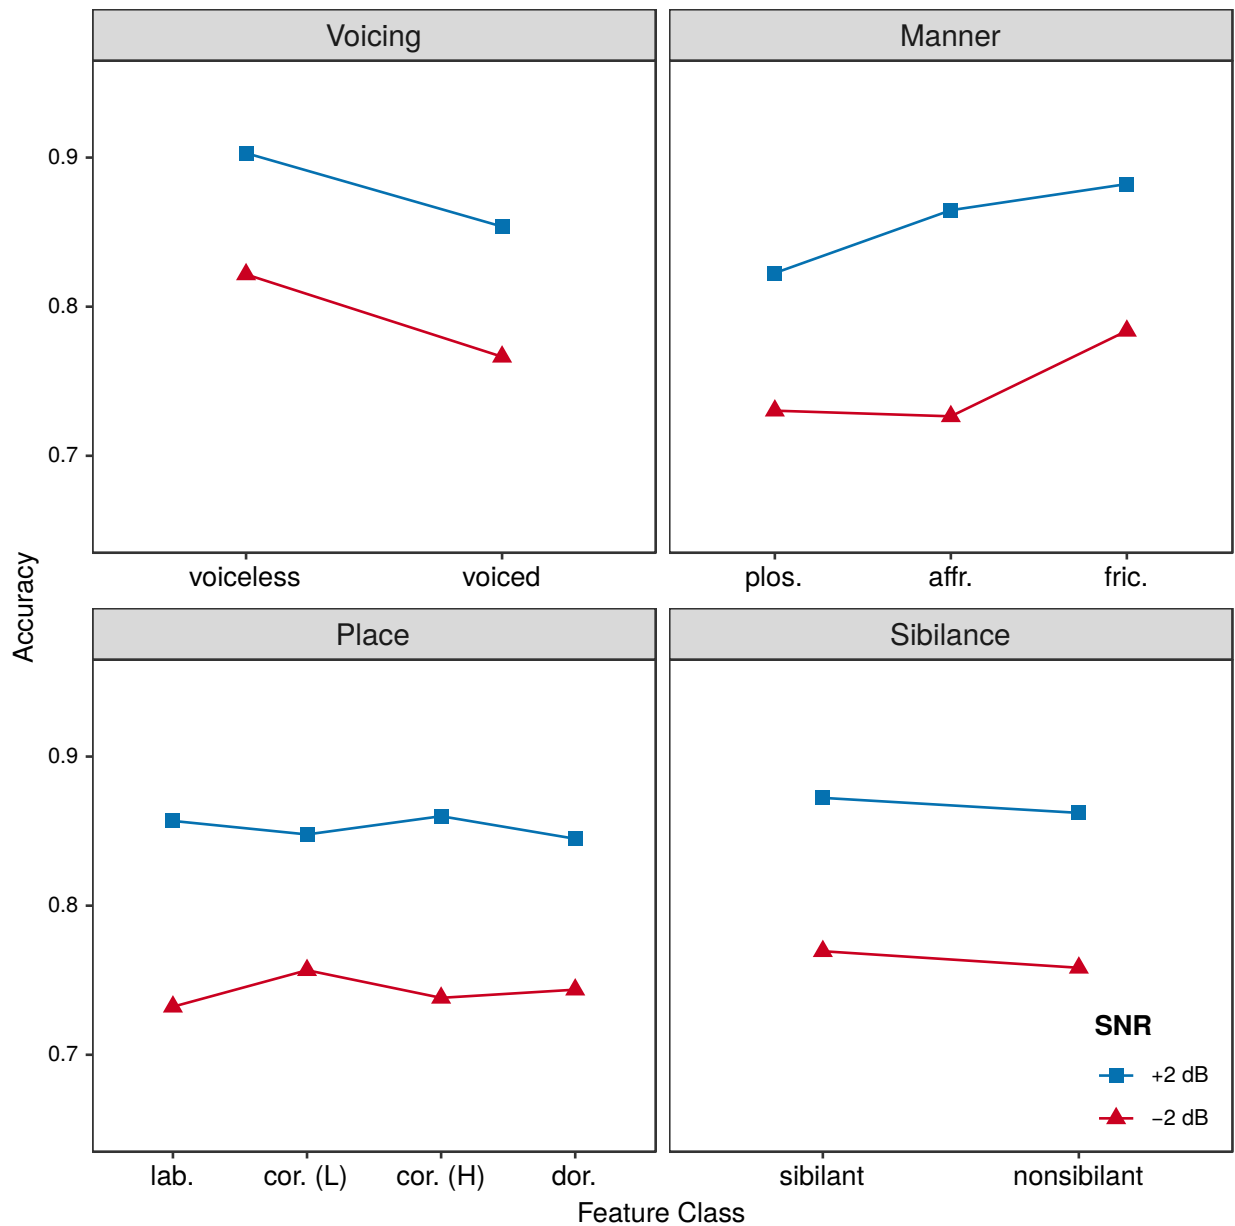 Voicing
Manner
0.9
0.8
0.7
voiceless voiced
plos. affr. fric.
Accuracy
Place
Sibilance
0.9
0.8
0.7
SNR
+2 dB
−2 dB
lab. cor. (L) cor. (H) dor.
sibilant nonsibilant
Feature Class